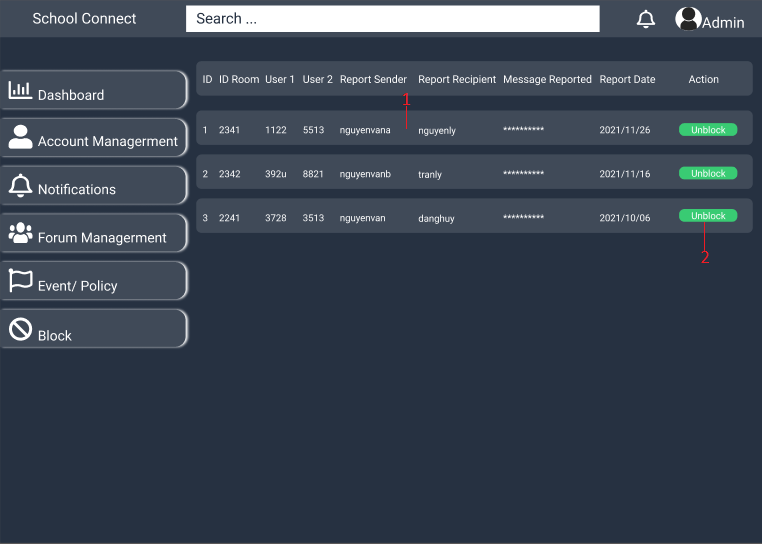 School Connect Search ... Admin
Dashboard
Account Managerment
Notifications
Forum Managerment
Event/ Policy
Block
ID ID Room User 1 User 2 Report Sender Report Recipient Message Reported Report Date Action
1
1 2341 1122 5513 nguyenvana nguyenly ********** 2021/11/26 Unblock
2 2342 392u 8821 nguyenvanb tranly ********** 2021/11/16 Unblock
3 2241 3728 3513 nguyenvan danghuy ********** 2021/10/06 Unblock
2